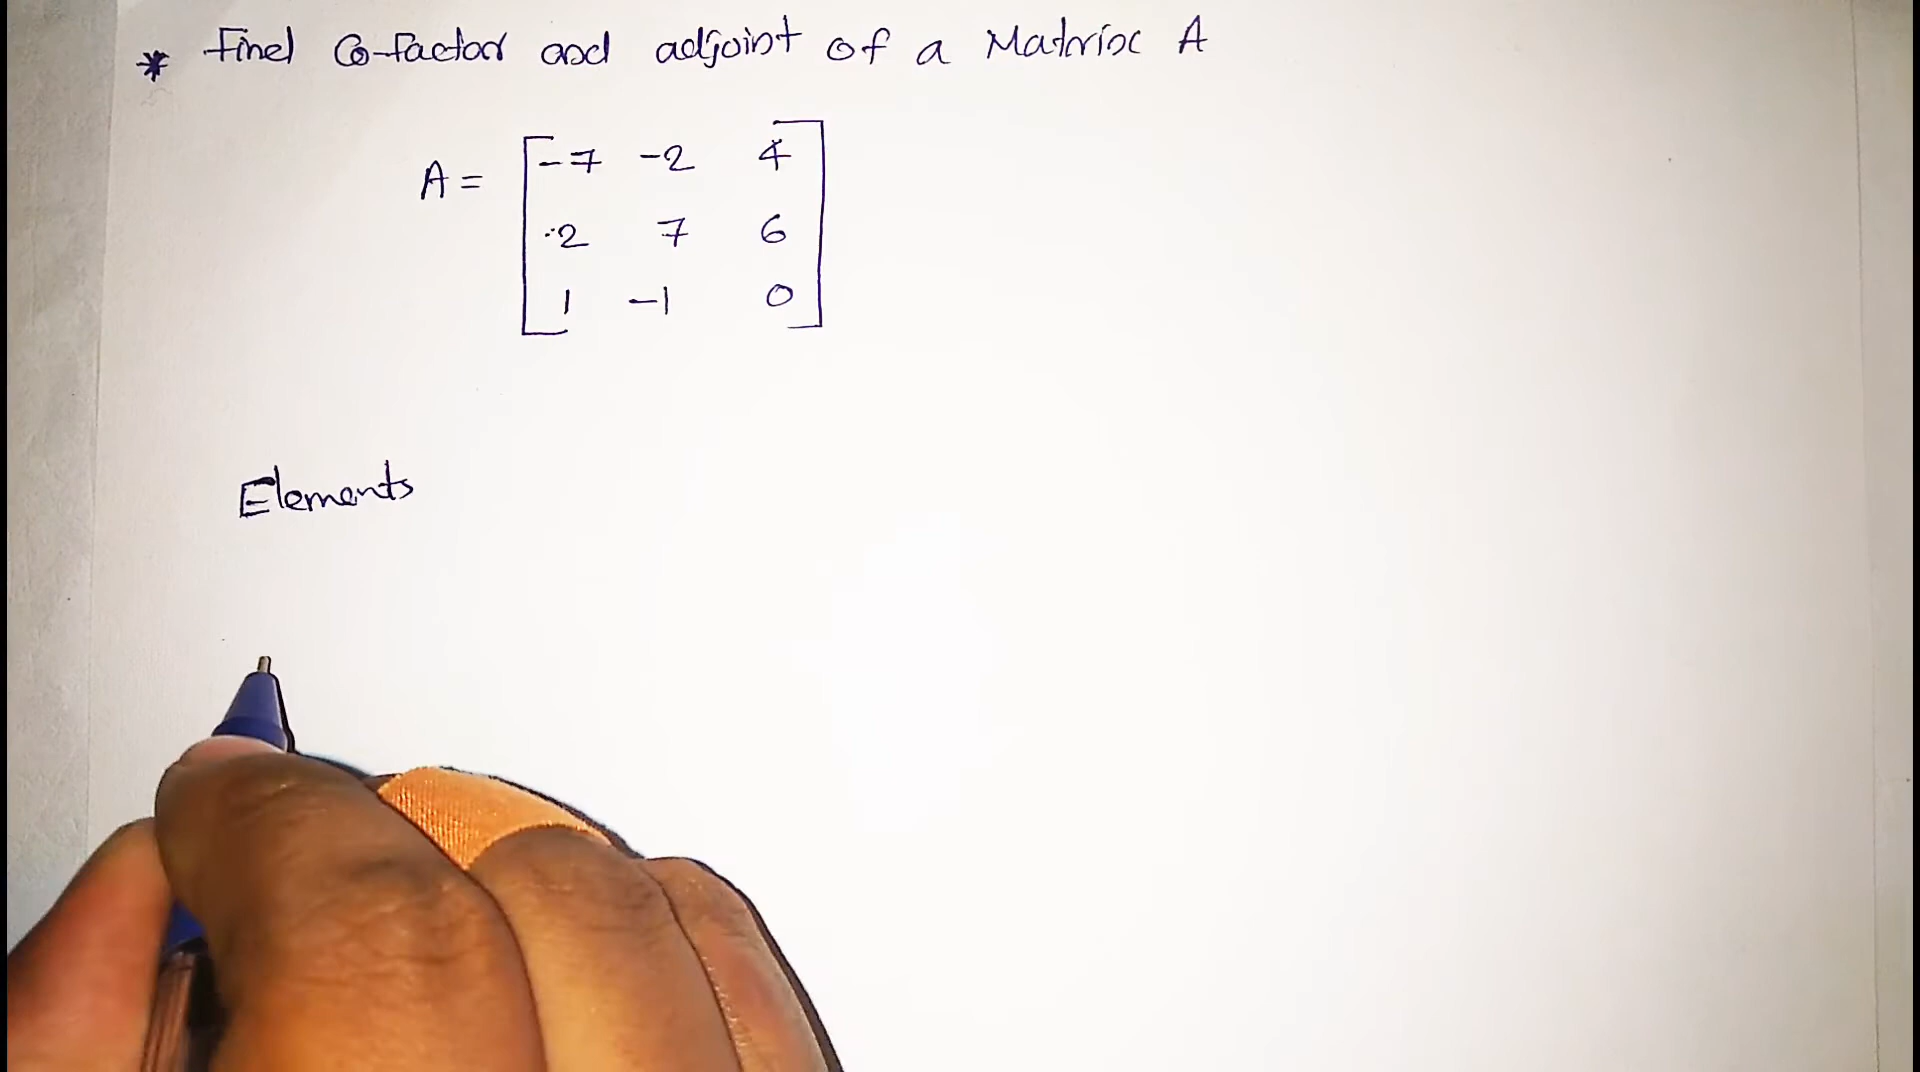 * Find Co-factor and adjoint of a Matrix A
A = [ -7 -2 4
-2 7 6
1 -1 0 ]
Elements